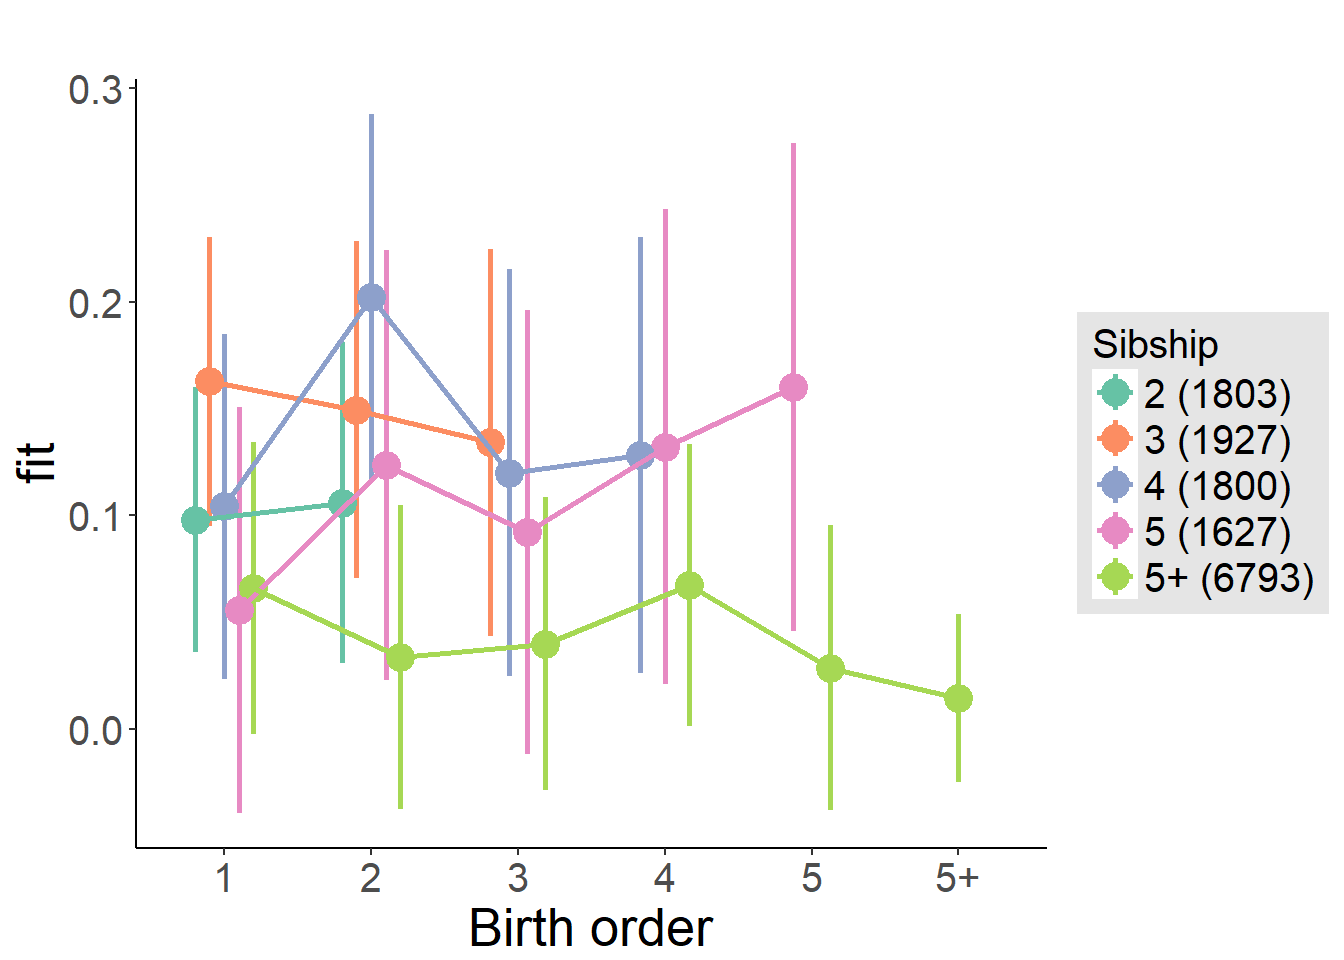 0.3
0.2
0.1
0.0
fit
1 2 3 4 5 5+
Birth order
Sibship
2 (1803)
3 (1927)
4 (1800)
5 (1627)
5+ (6793)